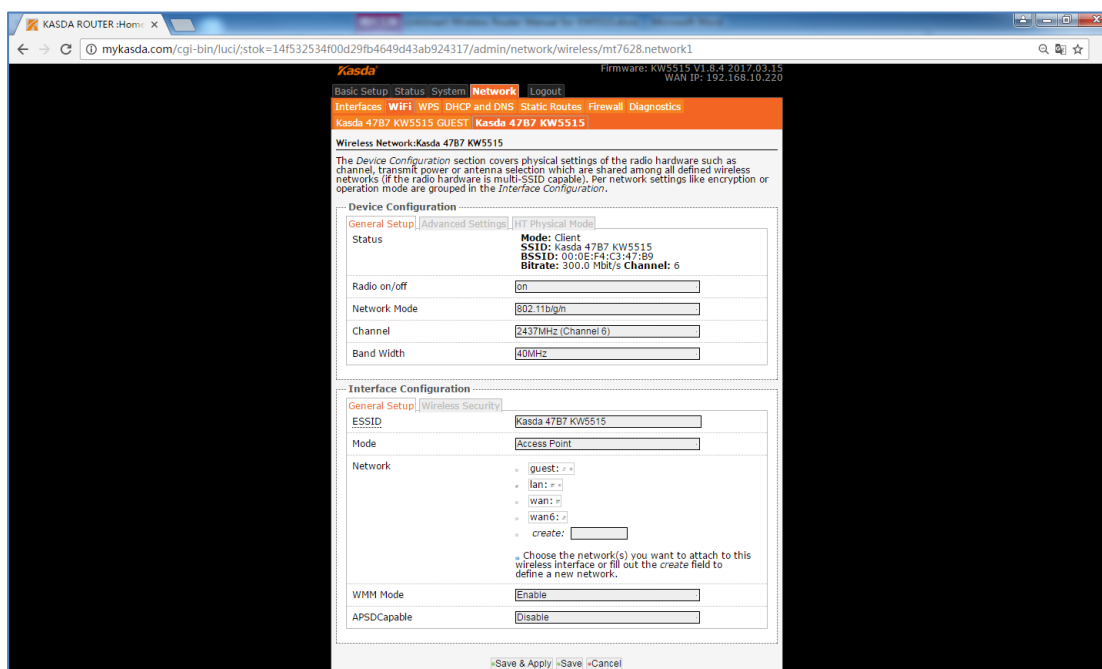 KASDA ROUTER :Home
mykasda.com/cgi-bin/luci/;stok=14f532534f00d29fb4649d43ab924317/admin/network/wireless/mt7628.network1
Kasda
Firmware: KW5515 V1.8.4 2017.03.15
WAN IP: 192.168.10.220
Basic Setup Status System Network Logout
Interfaces WiFi WPS DHCP and DNS Static Routes Firewall Diagnostics
Kasda 47B7 KW5515 GUEST Kasda 47B7 KW5515
Wireless Network:Kasda 47B7 KW5515
The Device Configuration section covers physical settings of the radio hardware such as
channel, transmit power or antenna selection which are shared among all defined wireless
networks (if the radio hardware is multi-SSID capable). Per network settings like encryption or
operation mode are grouped in the Interface Configuration.
Device Configuration
General Setup Advanced Settings HT Physical Mode
Status
Mode: Client
SSID: Kasda 47B7 KW5515
BSSID: 00:0E:F4:C3:47:B9
Bitrate: 300.0 Mbit/s Channel: 6
Radio on/off on
Network Mode 802.11b/g/n
Channel 2437MHz (Channel 6)
Band Width 40MHz
Interface Configuration
General Setup Wireless Security
ESSID Kasda 47B7 KW5515
Mode Access Point
Network guest:
lan:
wan:
wan6:
create:
Choose the network(s) you want to attach to this
wireless interface or fill out the create field to
define a new network.
WMM Mode Enable
APSDCapable Disable
Save & Apply Save Cancel